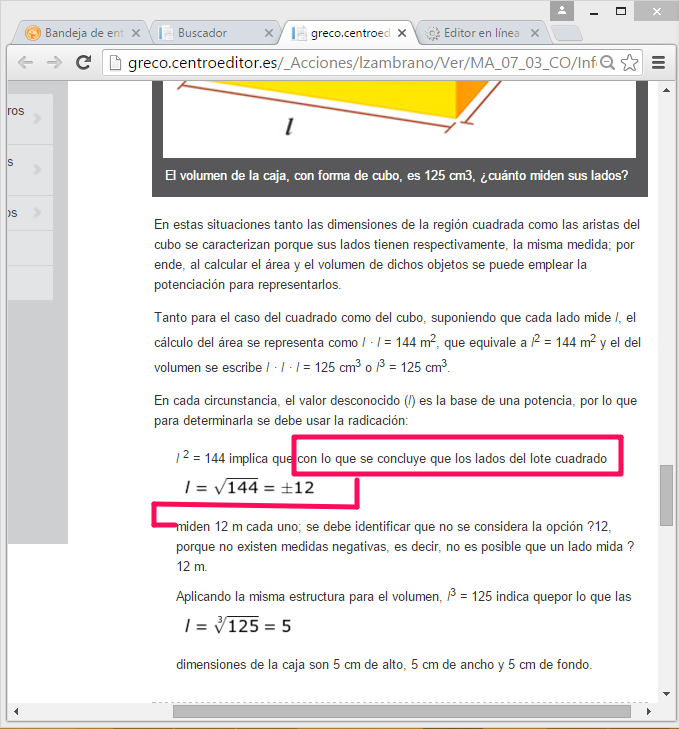 Bandeja de ent
Buscador
greco.centroed
Editor en línea
greco.centroeditor.es/_Acciones/lzambrano/Ver/MA_07_03_CO/Inf
ros
s
os
l
El volumen de la caja, con forma de cubo, es 125 cm3, ¿cuánto miden sus lados?
En estas situaciones tanto las dimensiones de la región cuadrada como las aristas del
cubo se caracterizan porque sus lados tienen respectivamente, la misma medida; por
ende, al calcular el área y el volumen de dichos objetos se puede emplear la
potenciación para representarlos.
Tanto para el caso del cuadrado como del cubo, suponiendo que cada lado mide l, el
cálculo del área se representa como l · l = 144 m², que equivale a l² = 144 m² y el del
volumen se escribe l · l · l = 125 cm³ o l³ = 125 cm³.
En cada circunstancia, el valor desconocido (l) es la base de una potencia, por lo que
para determinarla se debe usar la radicación:
l ² = 144 implica que con lo que se concluye que los lados del lote cuadrado
l = √144 = ±12
miden 12 m cada uno; se debe identificar que no se considera la opción ?12,
porque no existen medidas negativas, es decir, no es posible que un lado mida ?
12 m.
Aplicando la misma estructura para el volumen, l³ = 125 indica quepor lo que las
l = ∛125 = 5
dimensiones de la caja son 5 cm de alto, 5 cm de ancho y 5 cm de fondo.